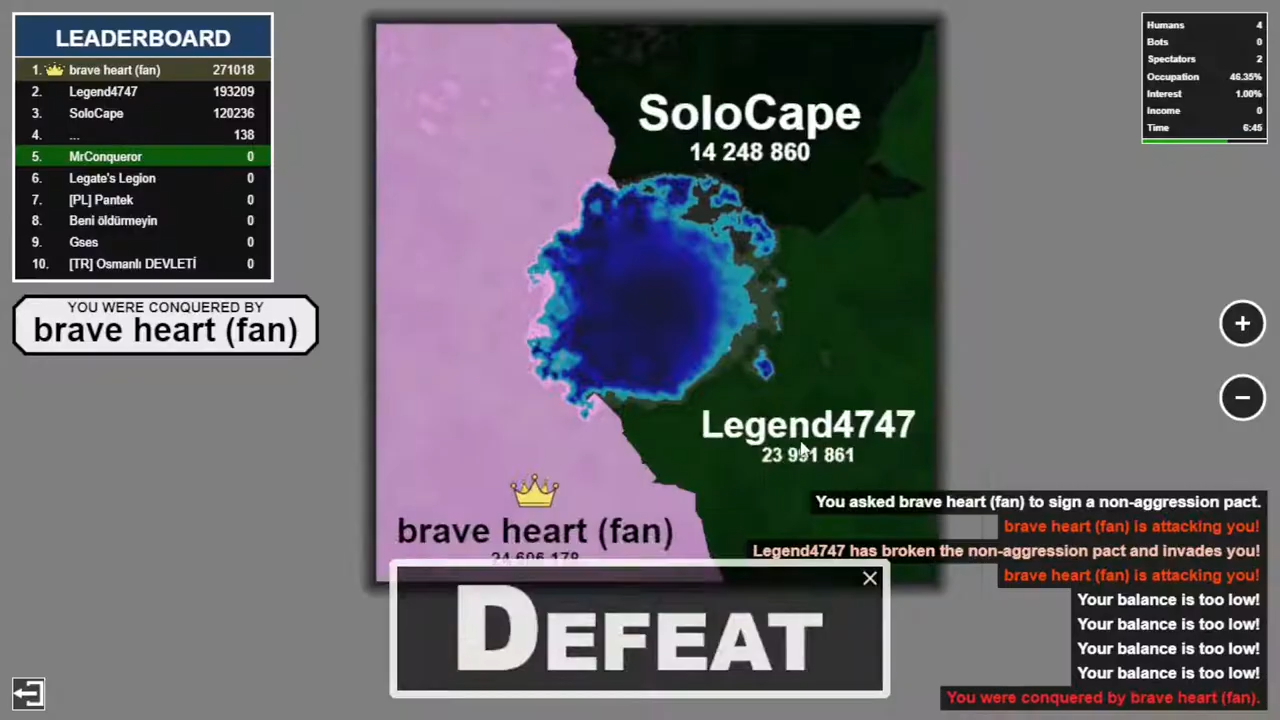 LEADERBOARD
1. brave heart (fan) 271018
2. Legend4747 193209
3. SoloCape 120236
4. ... 138
5. MrConqueror 0
6. Legate's Legion 0
7. [PL] Pantek 0
8. Beni öldürmeyin 0
9. Gses 0
10. [TR] Osmanlı DEVLETİ 0
YOU WERE CONQUERED BY
brave heart (fan)
SoloCape
14 248 860
Legend4747
23 991 861
brave heart (fan)
24 606 178
DEFEAT
Humans 4
Bots 0
Spectators 2
Occupation 46.35%
Interest 1.00%
Income 0
Time 6:45
You asked brave heart (fan) to sign a non-aggression pact.
brave heart (fan) is attacking you!
Legend4747 has broken the non-aggression pact and invades you!
brave heart (fan) is attacking you!
Your balance is too low!
Your balance is too low!
Your balance is too low!
Your balance is too low!
You were conquered by brave heart (fan).